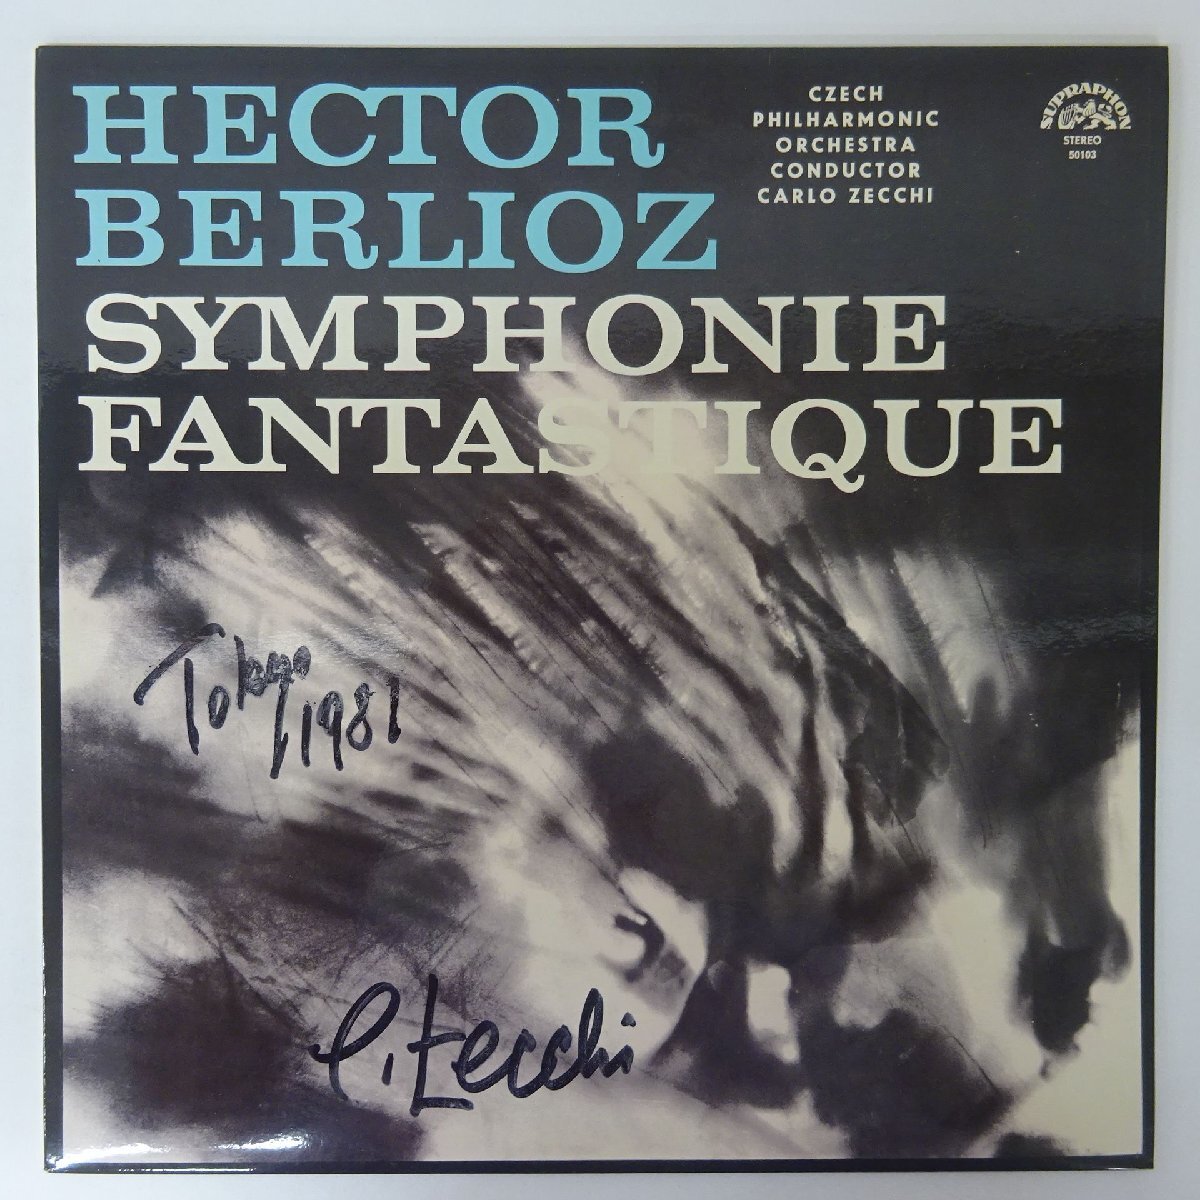 HECTOR
BERLIOZ
SYMPHONIE
FANTASTIQUE
CZECH
PHILHARMONIC
ORCHESTRA
CONDUCTOR
CARLO ZECCHI
SUPRAPHON
STEREO
50103
Tokyo 1981
C. Zecchi